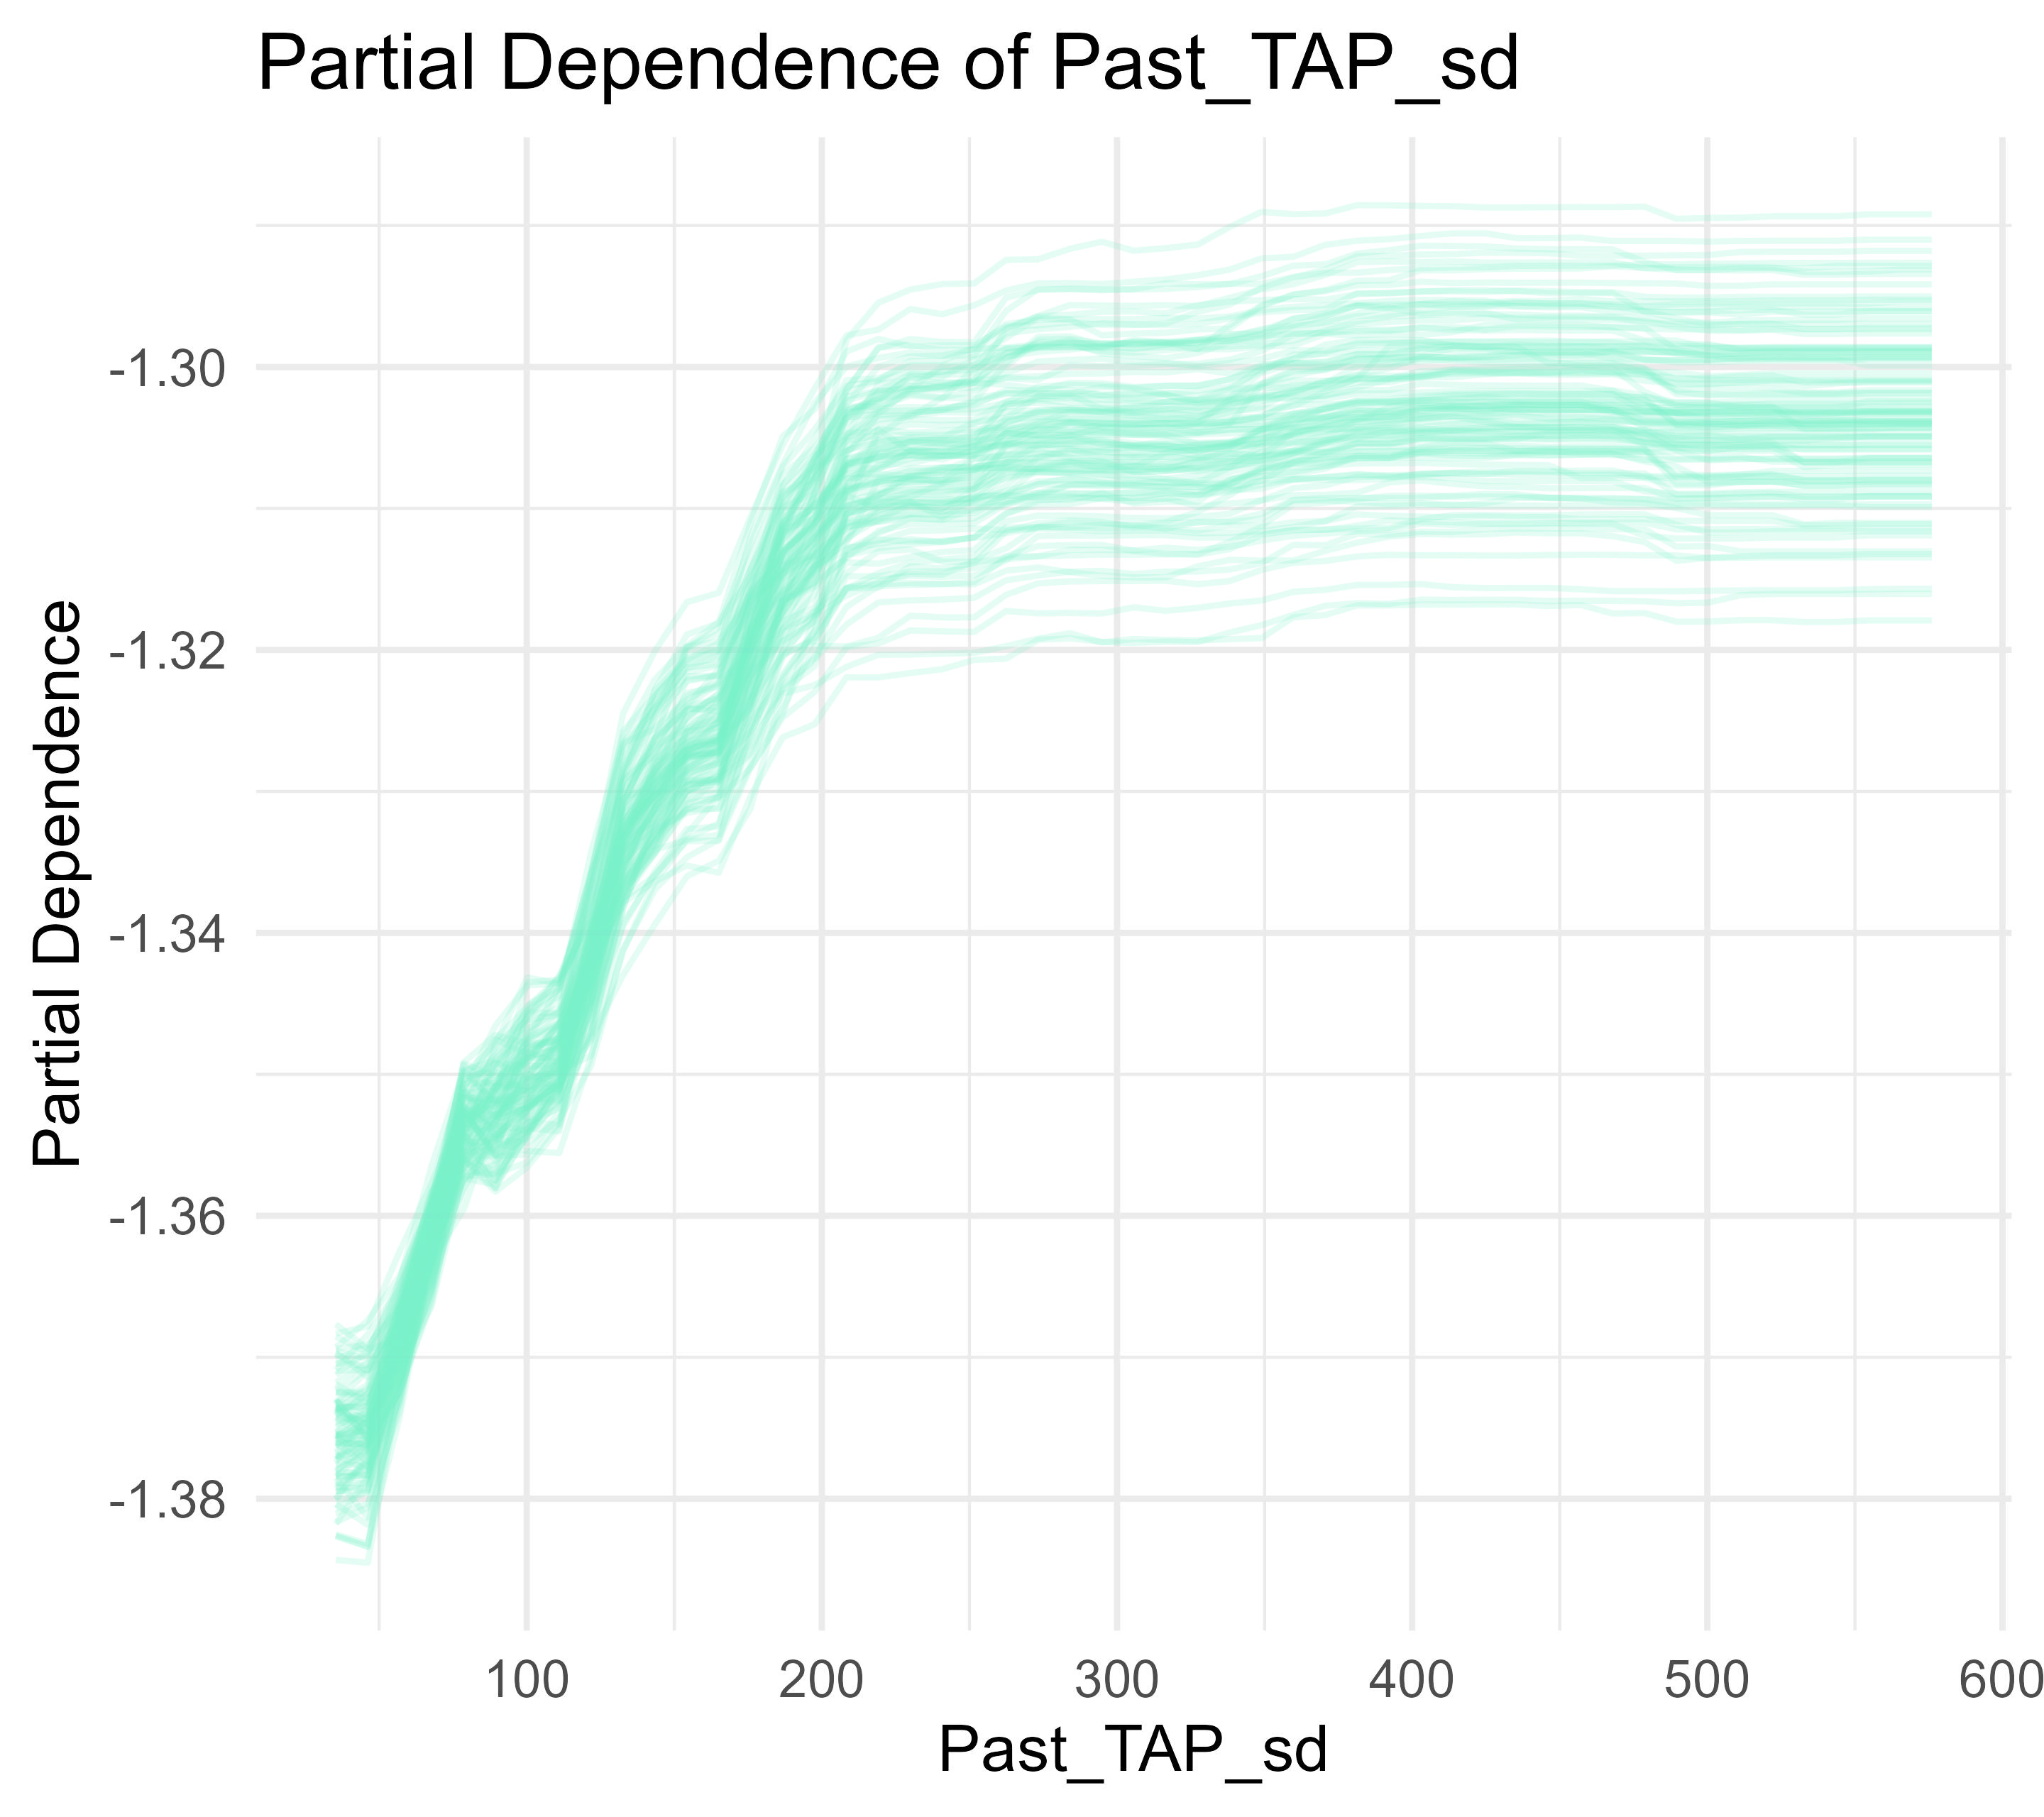 Partial Dependence of Past_TAP_sd
Partial Dependence
-1.30
-1.32
-1.34
-1.36
-1.38
100 200 300 400 500 600
Past_TAP_sd